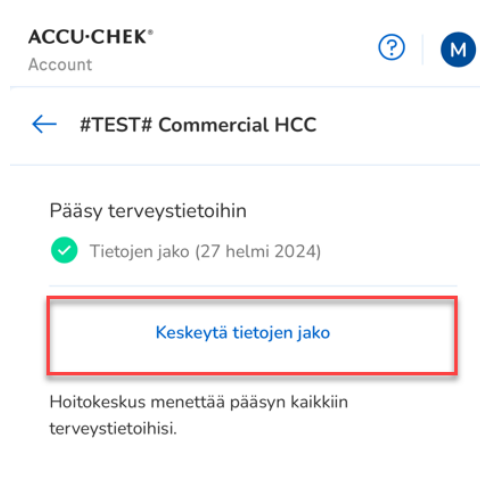 ACCU-CHEK®
Account
?
M
#TEST# Commercial HCC
Pääsy terveystietoihin
Tietojen jako (27 helmi 2024)
Keskeytä tietojen jako
Hoitokeskus menettää pääsyn kaikkiin
terveystietoihisi.